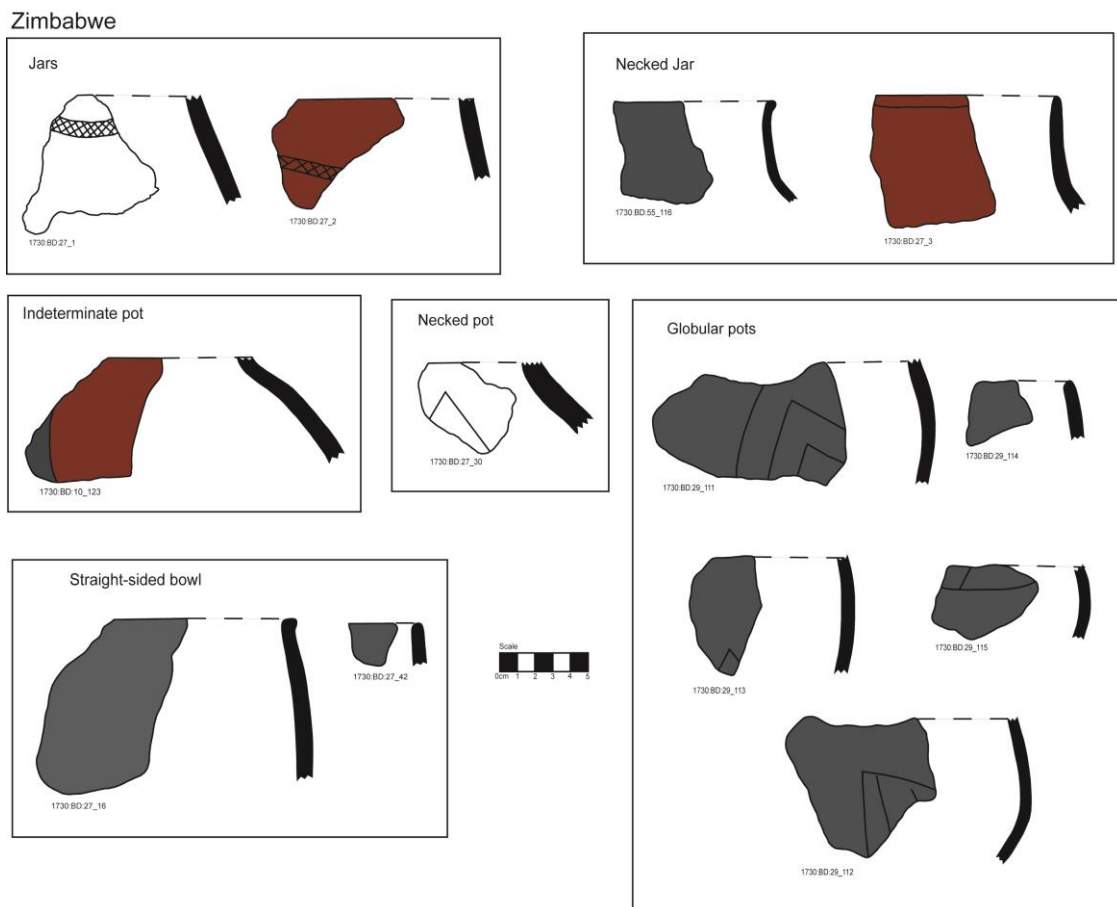 Zimbabwe
Jars
1730:BD:27_1
1730:BD:27_2
Necked Jar
1730:BD:55_116
1730:BD:27_3
Indeterminate pot
1730:BD:10_123
Necked pot
1730:BD:27_30
Globular pots
1730:BD:29_111
1730:BD:29_114
1730:BD:29_113
1730:BD:29_115
1730:BD:29_112
Straight-sided bowl
1730:BD:27_16
1730:BD:27_42
Scale
0cm 1 2 3 4 5